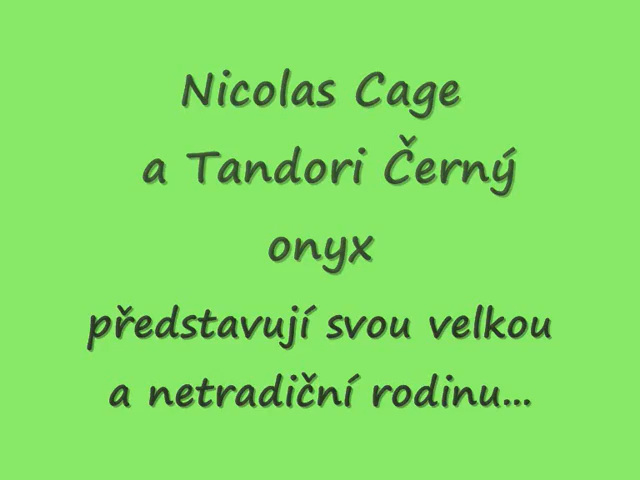 Nicolas Cage
a Tandori Černý
onyx
představují svou velkou
a netradiční rodinu...